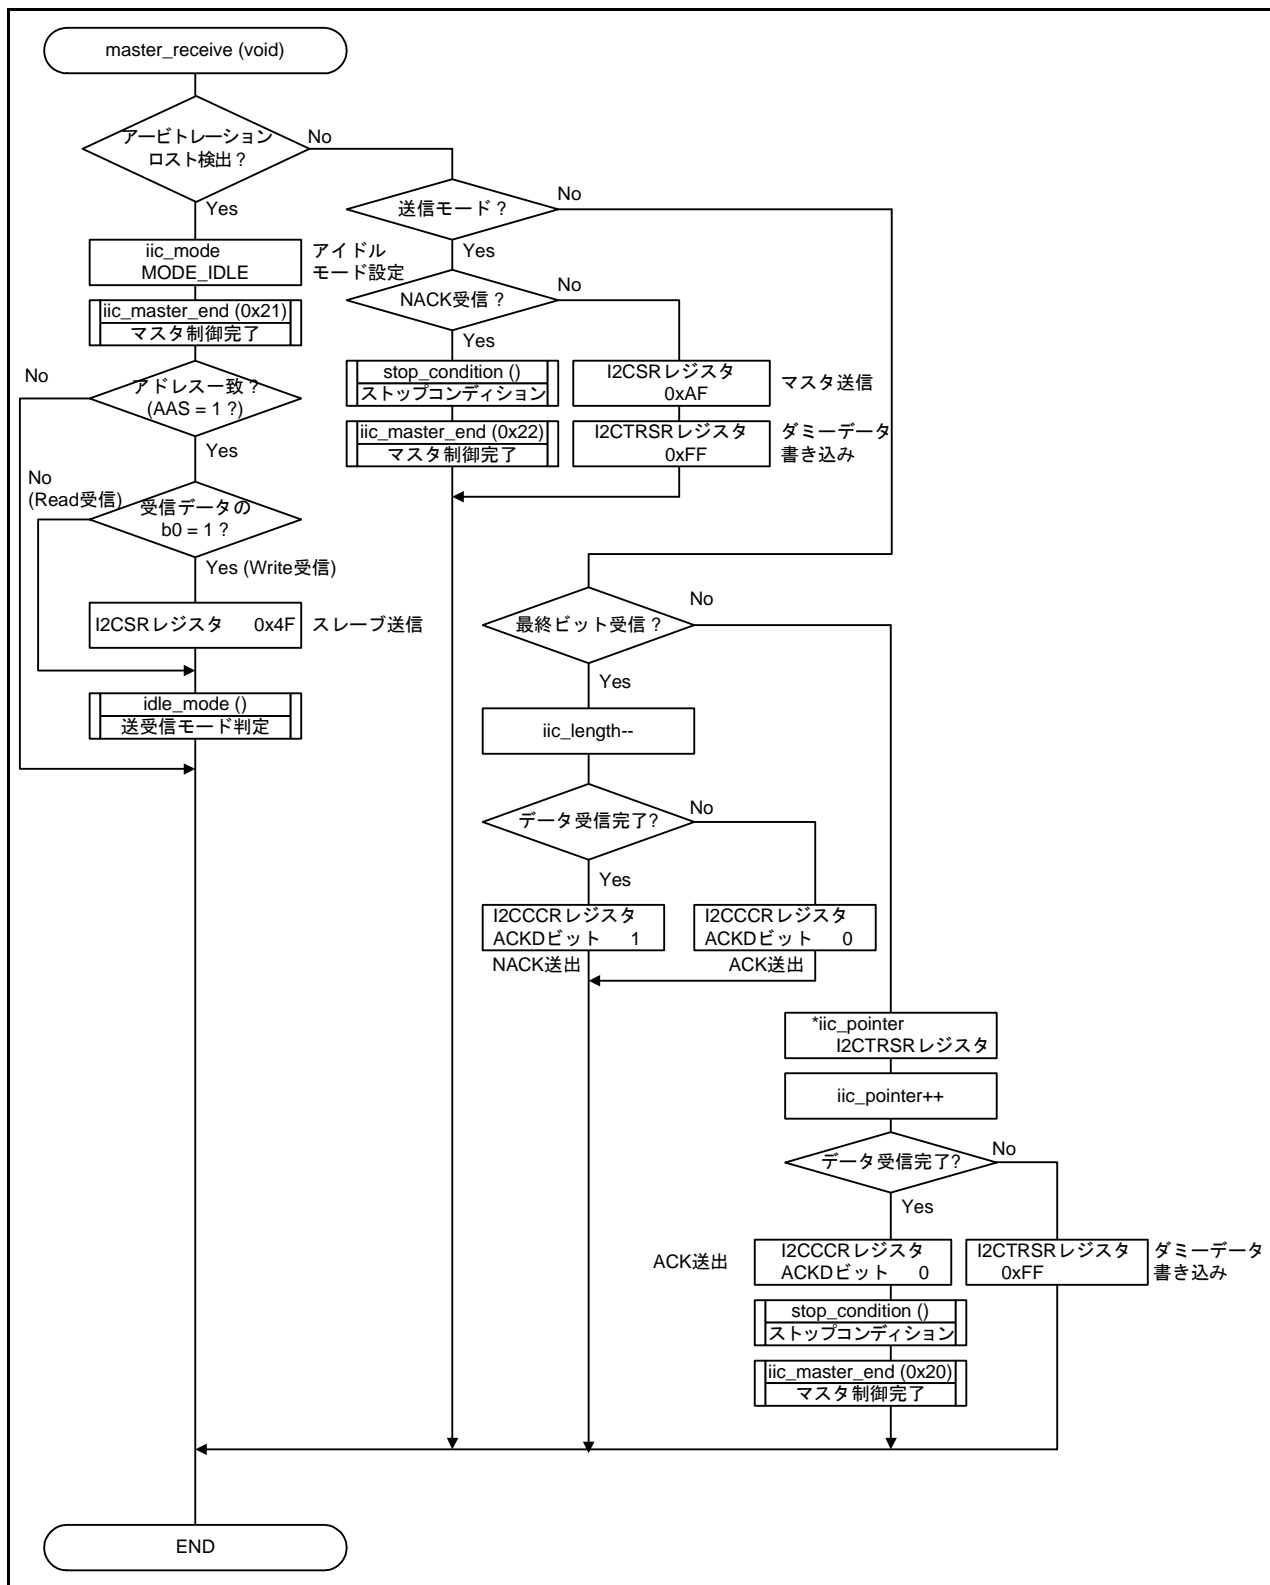 master_receive (void)
アービトレーション
ロスト検出?
No
Yes
iic_mode
MODE_IDLE
アイドル
モード設定
iic_master_end (0x21)
マスタ制御完了
No
アドレス一致?
(AAS = 1 ?)
Yes
No
(Read受信)
受信データの
b0 = 1 ?
Yes (Write受信)
I2CSRレジスタ 0x4F
スレーブ送信
idle_mode ()
送受信モード判定
送信モード?
No
Yes
NACK受信?
No
Yes
stop_condition ()
ストップコンディション
iic_master_end (0x22)
マスタ制御完了
I2CSRレジスタ
0xAF
マスタ送信
I2CTRSRレジスタ
0xFF
ダミーデータ
書き込み
最終ビット受信?
No
Yes
iic_length--
データ受信完了?
No
Yes
I2CCCRレジスタ
ACKDビット 1
NACK送出
I2CCCRレジスタ
ACKDビット 0
ACK送出
*iic_pointer
I2CTRSRレジスタ
iic_pointer++
データ受信完了?
No
Yes
ACK送出
I2CCCRレジスタ
ACKDビット 0
I2CTRSRレジスタ
0xFF
ダミーデータ
書き込み
stop_condition ()
ストップコンディション
iic_master_end (0x20)
マスタ制御完了
END